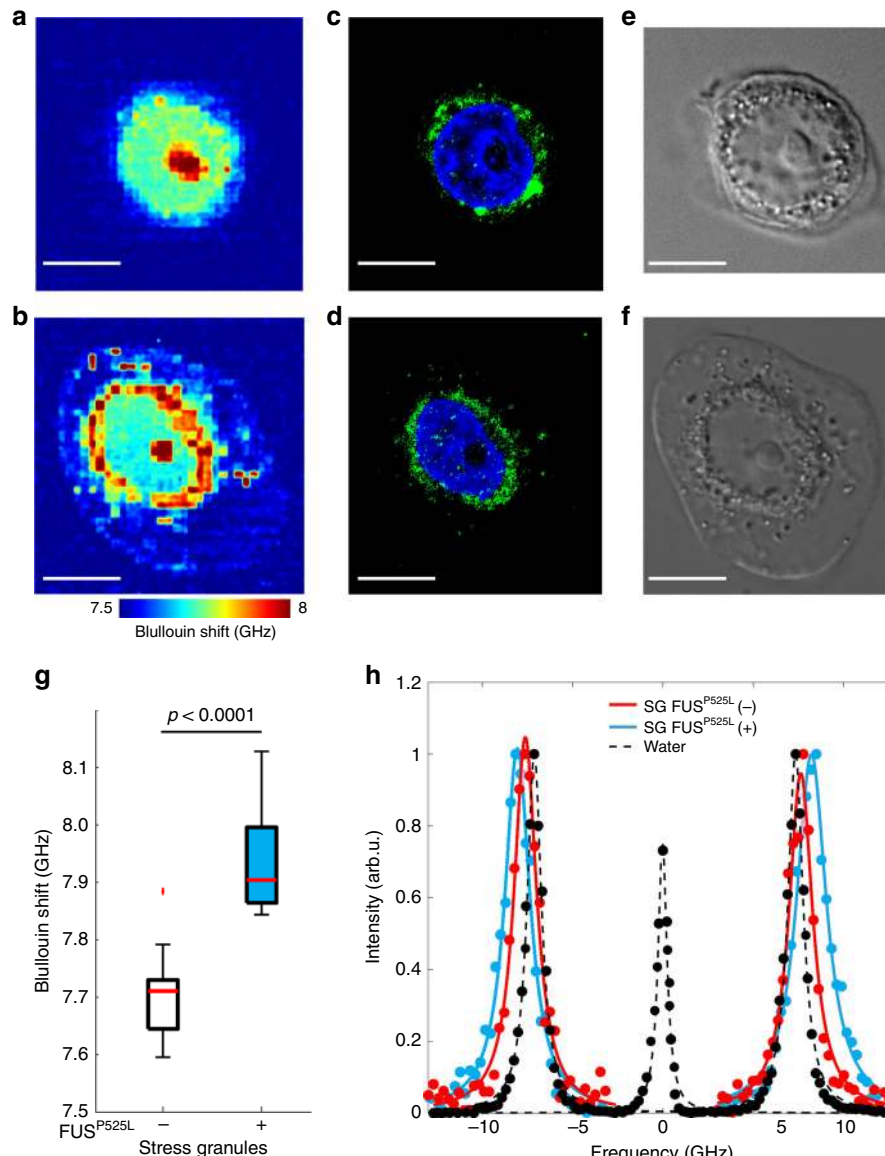 a
c
e
b
d
f
7.5 8
Blullouin shift (GHz)
g
p < 0.0001
8.1
8.0
7.9
7.8
7.7
7.6
7.5
Blullouin shift (GHz)
FUSP525L − +
Stress granules
h
1.2
1
0.8
0.6
0.4
0.2
0
Intensity (arb.u.)
SG FUSP525L (−)
SG FUSP525L (+)
Water
−10 −5 0 5 10
Frequency (GHz)